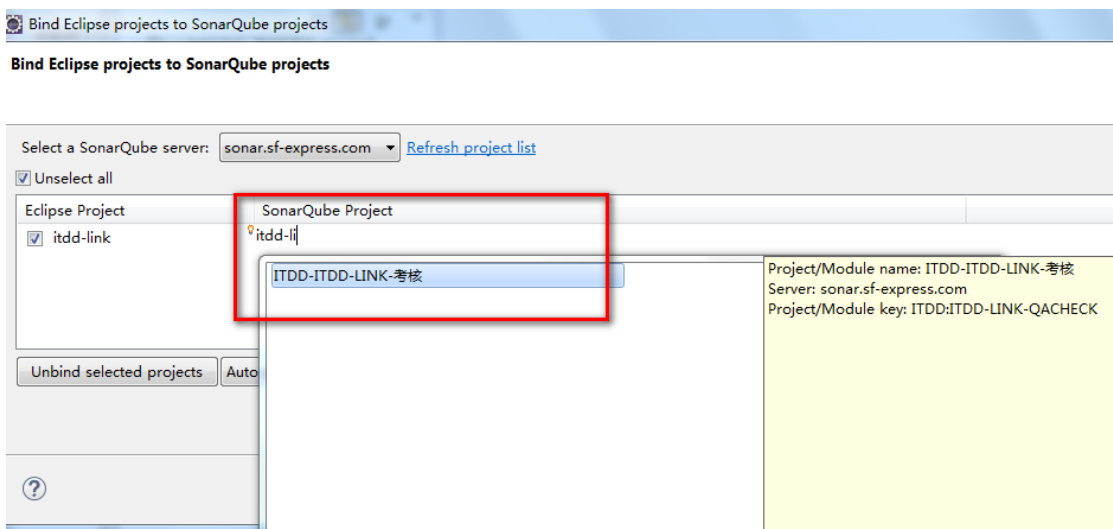 Bind Eclipse projects to SonarQube projects
Bind Eclipse projects to SonarQube projects
Select a SonarQube server: sonar.sf-express.com Refresh project list
Unselect all
Eclipse Project SonarQube Project
itdd-link itdd-li
ITDD-ITDD-LINK-考核
Project/Module name: ITDD-ITDD-LINK-考核
Server: sonar.sf-express.com
Project/Module key: ITDD:ITDD-LINK-QACHECK
Unbind selected projects Auto
?